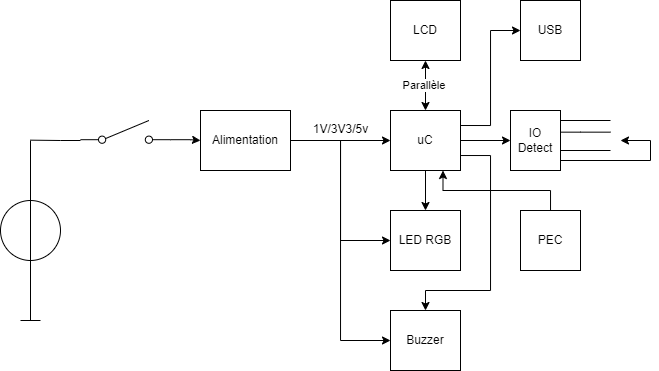 LCD
USB
Parallèle
Alimentation
1V/3V3/5v
uC
IO
Detect
LED RGB
PEC
Buzzer